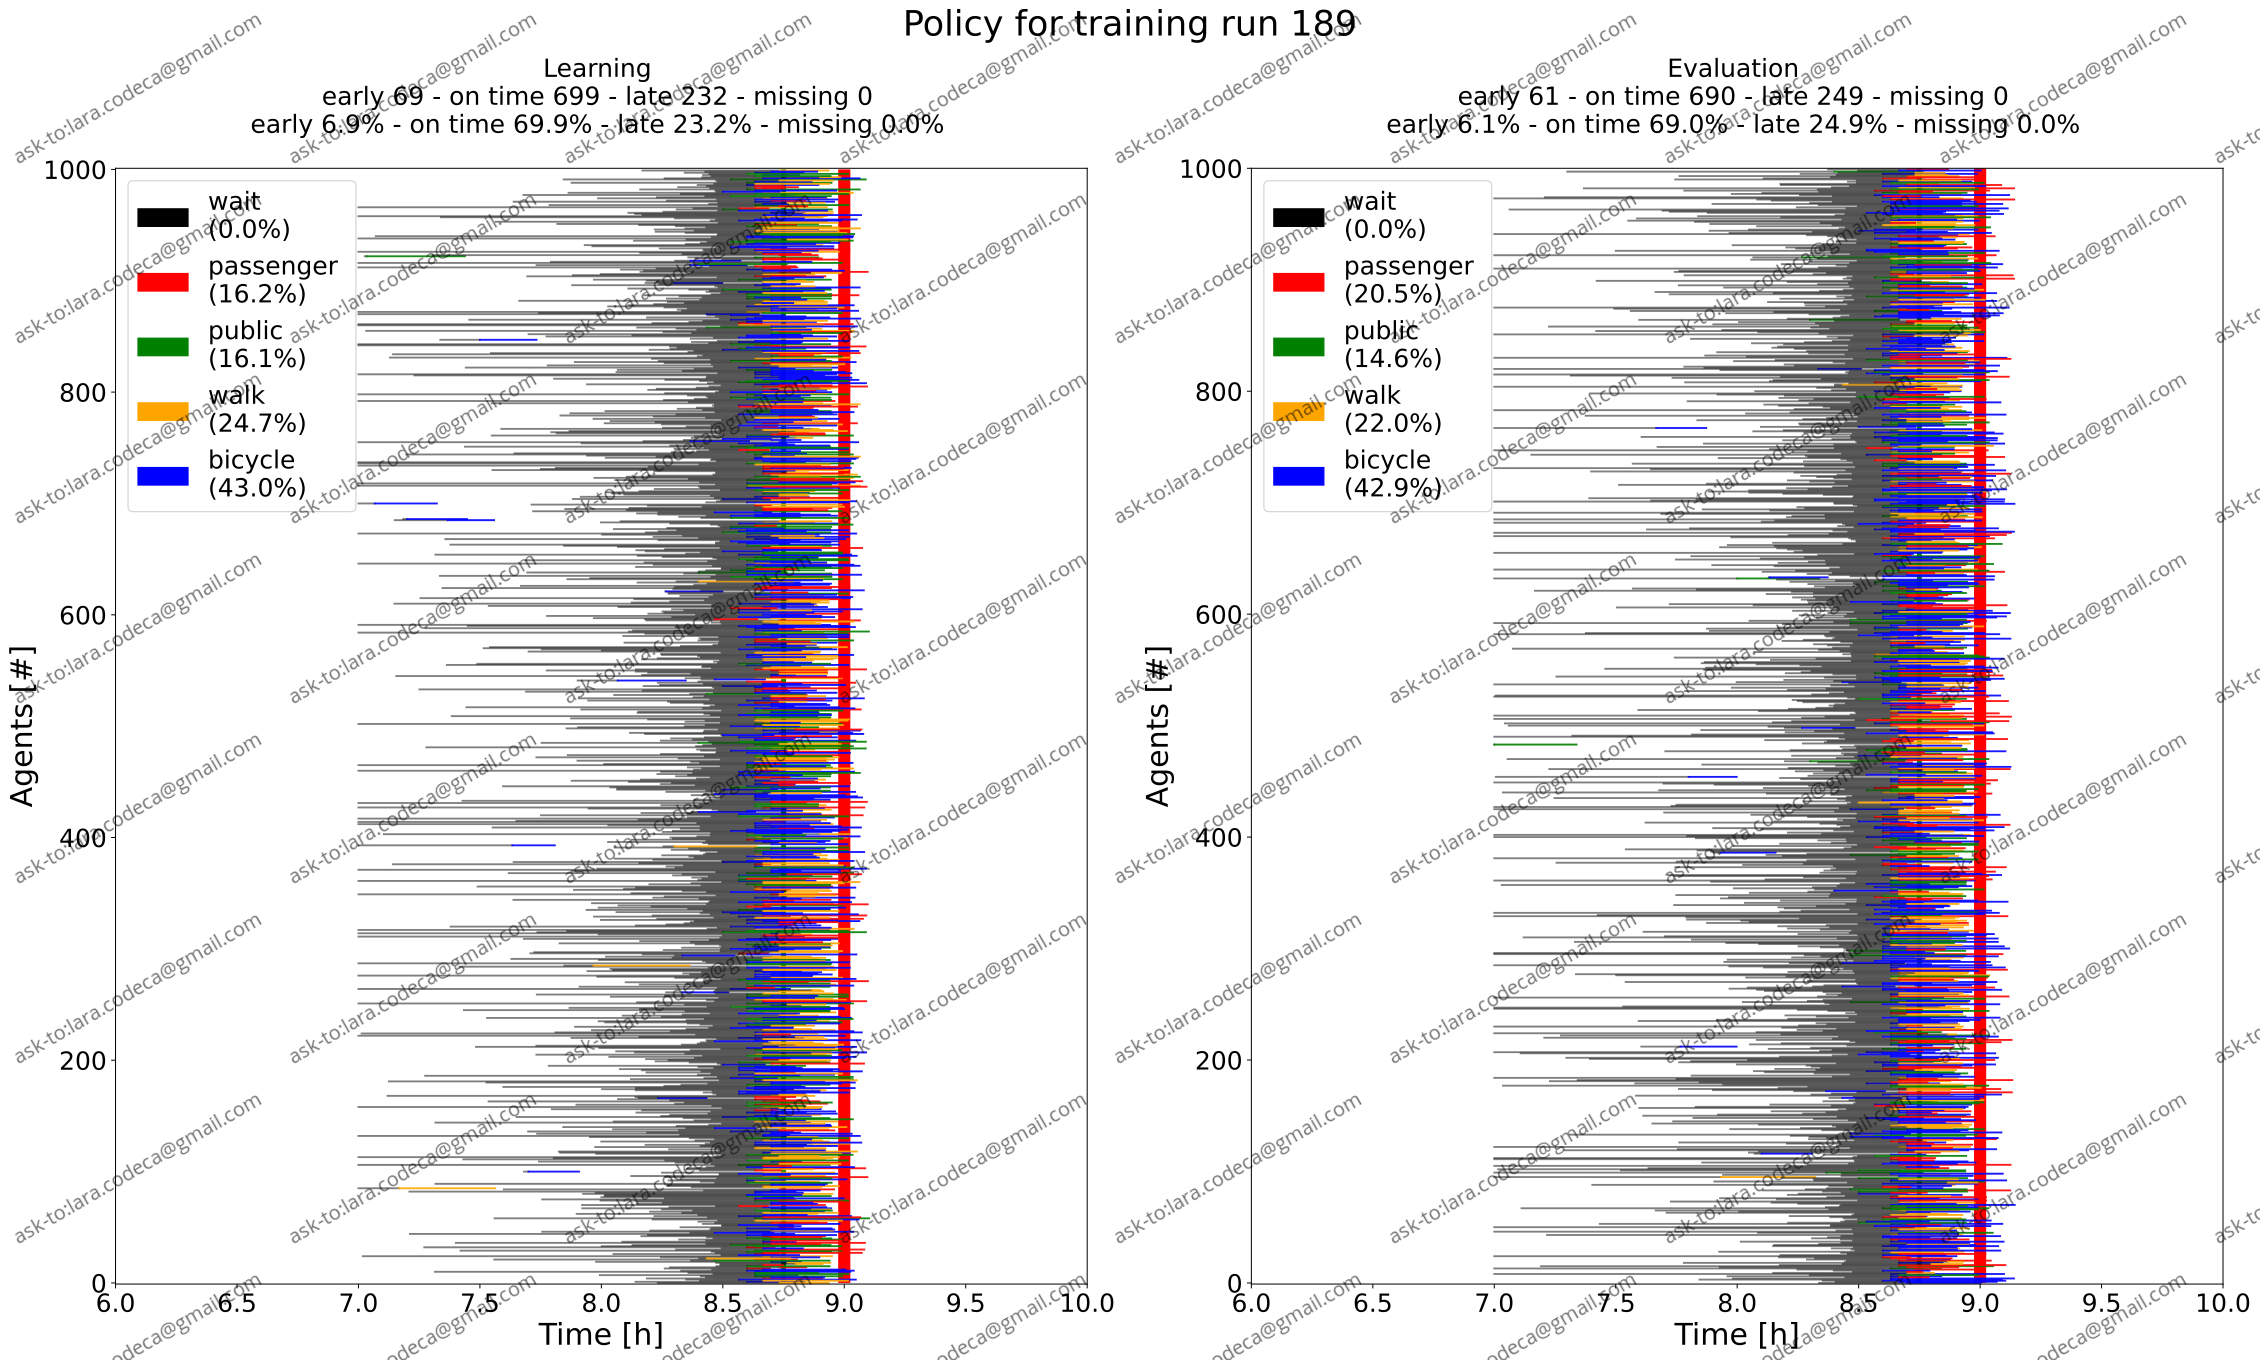 Policy for training run 189
Learning
early 69 - on time 699 - late 232 - missing 0
early 6.9% - on time 69.9% - late 23.2% - missing 0.0%
Agents [#]
1000
800
600
400
200
0
wait
(0.0%)
passenger
(16.2%)
public
(16.1%)
walk
(24.7%)
bicycle
(43.0%)
6.0 6.5 7.0 7.5 8.0 8.5 9.0 9.5 10.0
Time [h]
Evaluation
early 61 - on time 690 - late 249 - missing 0
early 6.1% - on time 69.0% - late 24.9% - missing 0.0%
Agents [#]
1000
800
600
400
200
0
wait
(0.0%)
passenger
(20.5%)
public
(14.6%)
walk
(22.0%)
bicycle
(42.9%)
6.0 6.5 7.0 7.5 8.0 8.5 9.0 9.5 10.0
Time [h]
ask-to:lara.codeca@gmail.com